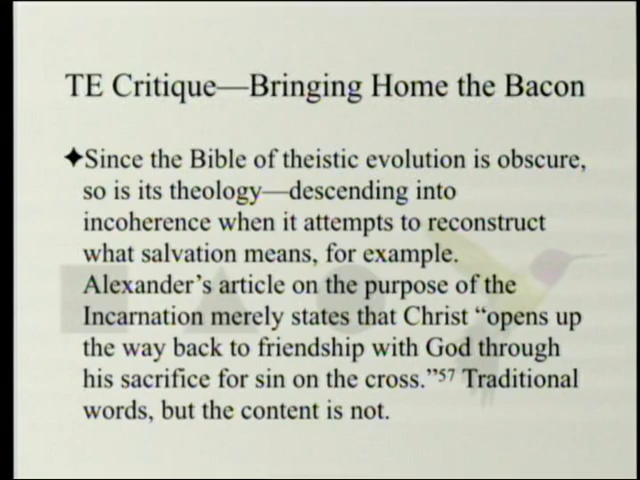 TE Critique—Bringing Home the Bacon
✦Since the Bible of theistic evolution is obscure,
so is its theology—descending into
incoherence when it attempts to reconstruct
what salvation means, for example.
Alexander’s article on the purpose of the
Incarnation merely states that Christ “opens up
the way back to friendship with God through
his sacrifice for sin on the cross.”⁵⁷ Traditional
words, but the content is not.